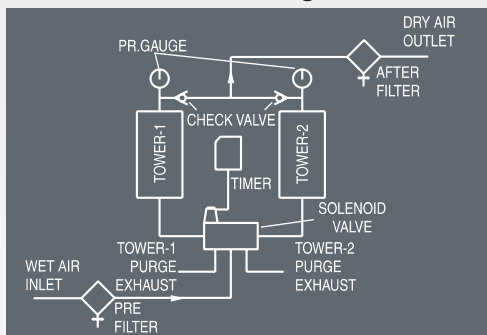 DRY AIR
OUTLET
PR.GAUGE
AFTER
FILTER
CHECK VALVE
TOWER-1
TOWER-2
TIMER
SOLENOID
VALVE
TOWER-1
PURGE
EXHAUST
TOWER-2
PURGE
EXHAUST
WET AIR
INLET
PRE
FILTER